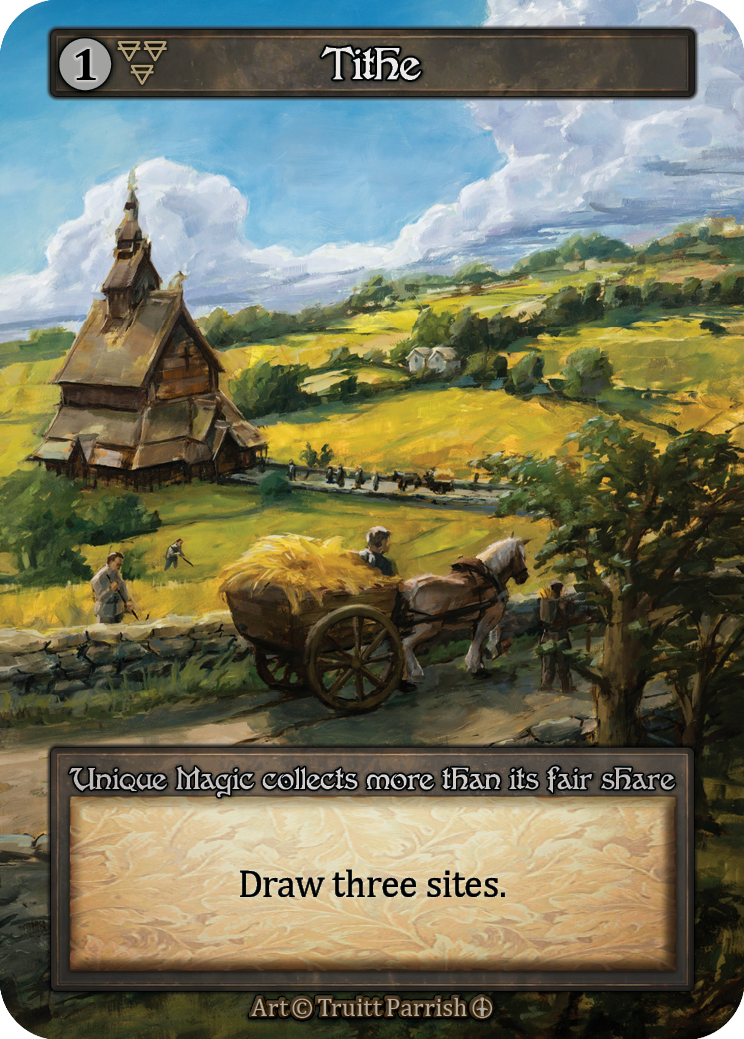 1
Tithe
Unique Magic collects more than its fair share
Draw three sites.
Art © Truitt Parrish